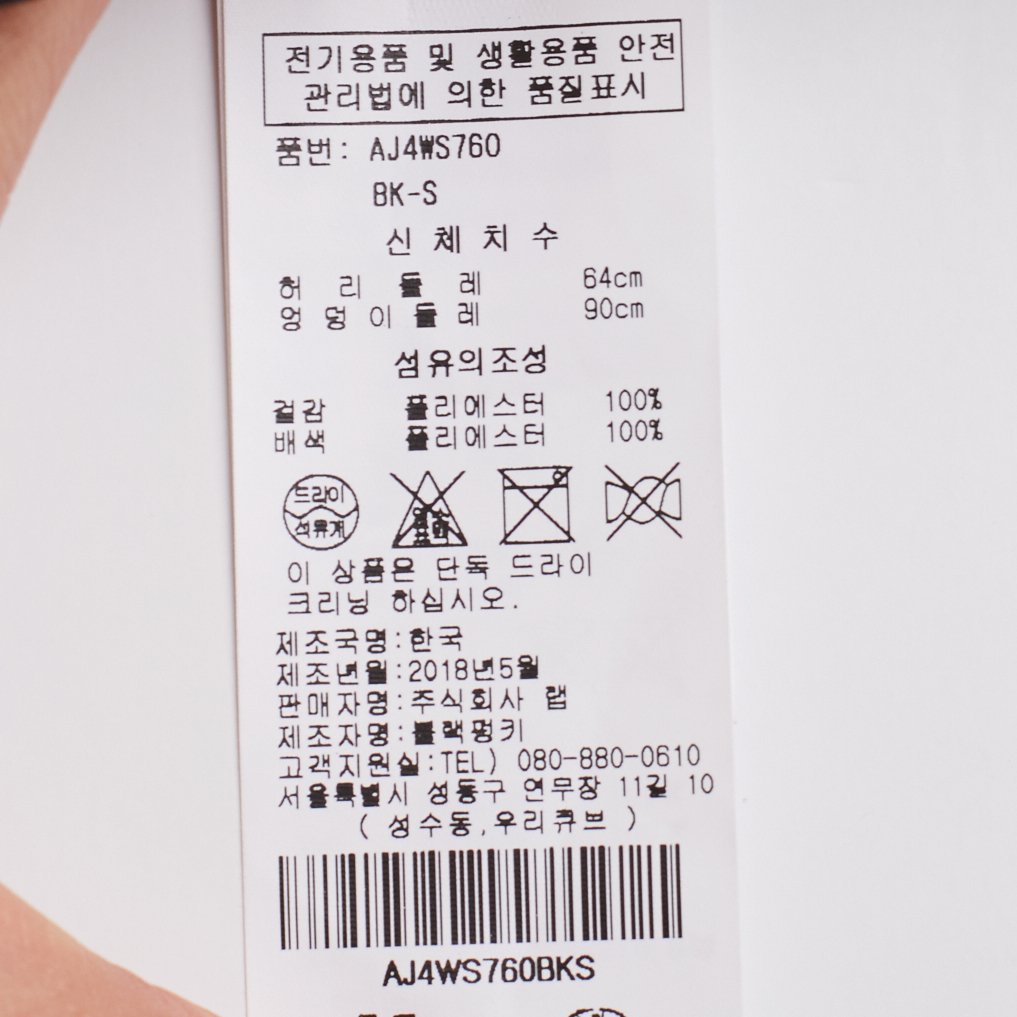 전기용품 및 생활용품 안전
관리법에 의한 품질표시
품번: AJ4WS760
BK-S
신 체 치 수
허 리 둘 레 64cm
엉 덩 이 둘 레 90cm
섬유의조성
겉감 폴리에스터 100%
배색 폴리에스터 100%
드라이
석유계
이 상품은 단독 드라이
크리닝 하십시오.
제조국명:한국
제조년월:2018년5월
판매자명:주식회사 랩
제조자명:블랙펑키
고객지원실:TEL) 080-880-0610
서울특별시 성동구 연무장 11길 10
( 성수동,우리큐브 )
AJ4WS760BKS